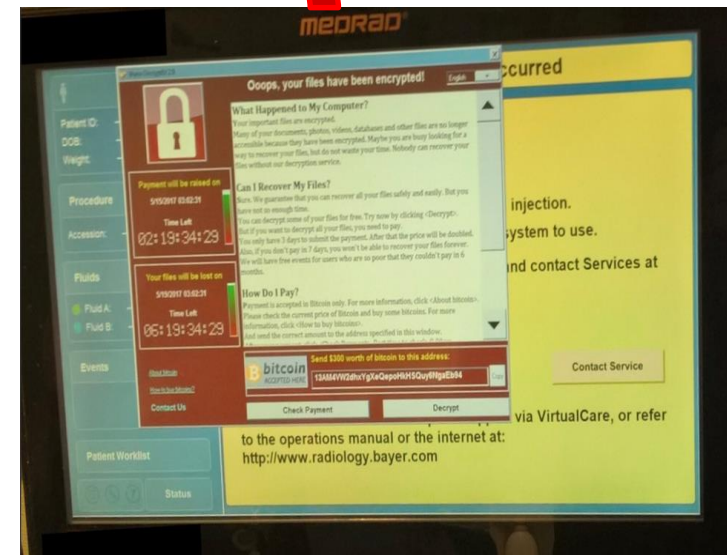 MEDRAD
Ooops, your files have been encrypted!
English
ccurred
Patient ID:
DOB:
Weight:
What Happened to My Computer?
Your important files are encrypted.
Many of your documents, photos, videos, databases and other files are no longer
accessible because they have been encrypted. Maybe you are busy looking for a
way to recover your files, but do not waste your time. Nobody can recover your
files without our decryption service.
Payment will be raised on
5/15/2017 03:02:31
Time Left
02:19:34:29
Can I Recover My Files?
Sure. We guarantee that you can recover all your files safely and easily. But you
have not so enough time.
You can decrypt some of your files for free. Try now by clicking <Decrypt>.
But if you want to decrypt all your files, you need to pay.
You only have 3 days to submit the payment. After that the price will be doubled.
Also, if you don't pay in 7 days, you won't be able to recover your files forever.
We will have free events for users who are so poor that they couldn't pay in 6
months.
Procedure
Accession:
injection.
system to use.
and contact Services at
Fluids
Fluid A:
Fluid B:
Your files will be lost on
5/19/2017 03:02:31
Time Left
06:19:34:29
How Do I Pay?
Payment is accepted in Bitcoin only. For more information, click <About bitcoin>.
Please check the current price of Bitcoin and buy some bitcoins. For more
information, click <How to buy bitcoins>.
And send the correct amount to the address specified in this window.
Events
About bitcoin
How to buy bitcoins?
Contact Us
bitcoin
ACCEPTED HERE
Send $300 worth of bitcoin to this address:
Copy
Check Payment
Decrypt
Contact Service
via VirtualCare, or refer
to the operations manual or the internet at:
http://www.radiology.bayer.com
Patient Worklist
Status